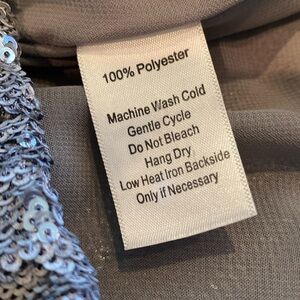 100% Polyester
Machine Wash Cold
Gentle Cycle
Do Not Bleach
Hang Dry
Low Heat Iron Backside
Only if Necessary